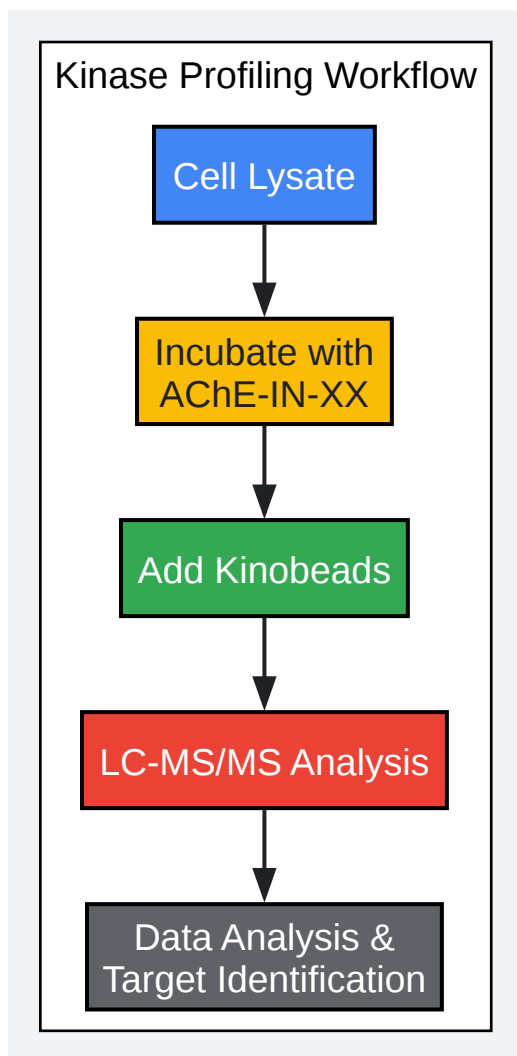 Kinase Profiling Workflow
Cell Lysate
Incubate with
AChE-IN-XX
Add Kinobeads
LC-MS/MS Analysis
Data Analysis &
Target Identification